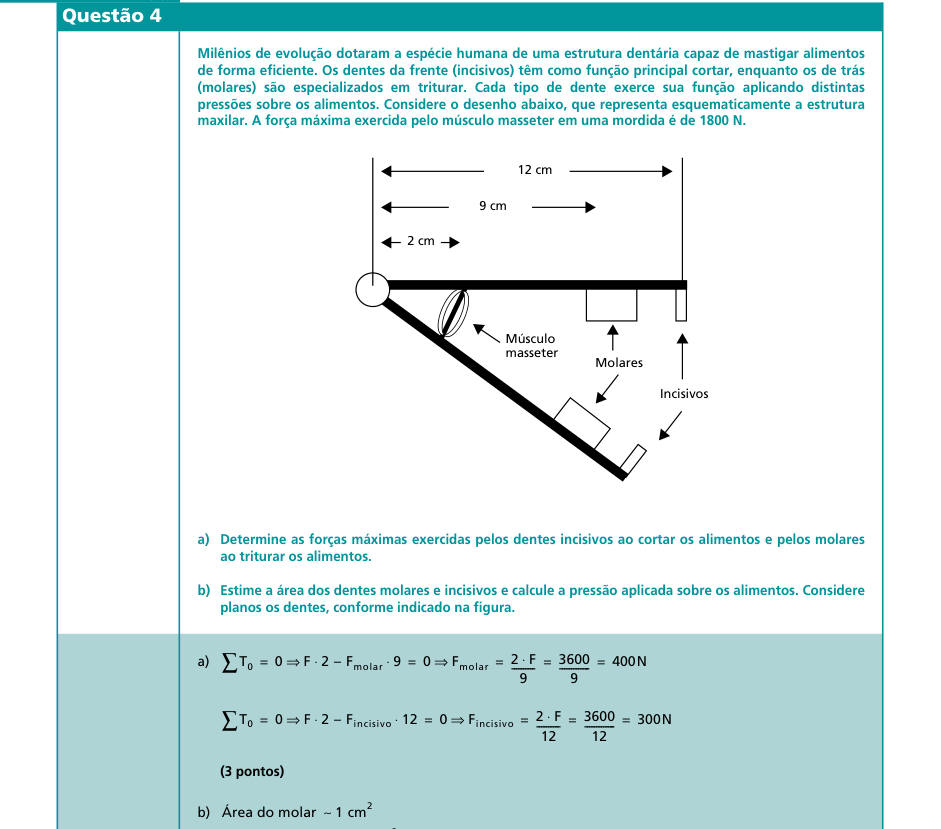 Questão 4
Milênios de evolução dotaram a espécie humana de uma estrutura dentária capaz de mastigar alimentos
de forma eficiente. Os dentes da frente (incisivos) têm como função principal cortar, enquanto os de trás
(molares) são especializados em triturar. Cada tipo de dente exerce sua função aplicando distintas
pressões sobre os alimentos. Considere o desenho abaixo, que representa esquematicamente a estrutura
maxilar. A força máxima exercida pelo músculo masseter em uma mordida é de 1800 N.
12 cm
9 cm
2 cm
Músculo
masseter
Molares
Incisivos
a) Determine as forças máximas exercidas pelos dentes incisivos ao cortar os alimentos e pelos molares
ao triturar os alimentos.
b) Estime a área dos dentes molares e incisivos e calcule a pressão aplicada sobre os alimentos. Considere
planos os dentes, conforme indicado na figura.
a) ∑T₀ = 0 ⇒ F · 2 – F_molar · 9 = 0 ⇒ F_molar = 2 · F / 9 = 3600 / 9 = 400 N
∑T₀ = 0 ⇒ F · 2 – F_incisivo · 12 = 0 ⇒ F_incisivo = 2 · F / 12 = 3600 / 12 = 300 N
(3 pontos)
b) Área do molar ~ 1 cm²